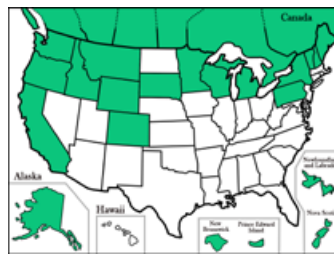 Canada
Alaska
Hawaii
New
Brunswick
Prince Edward
Island
Newfoundland
and Labrador
Nova Scotia